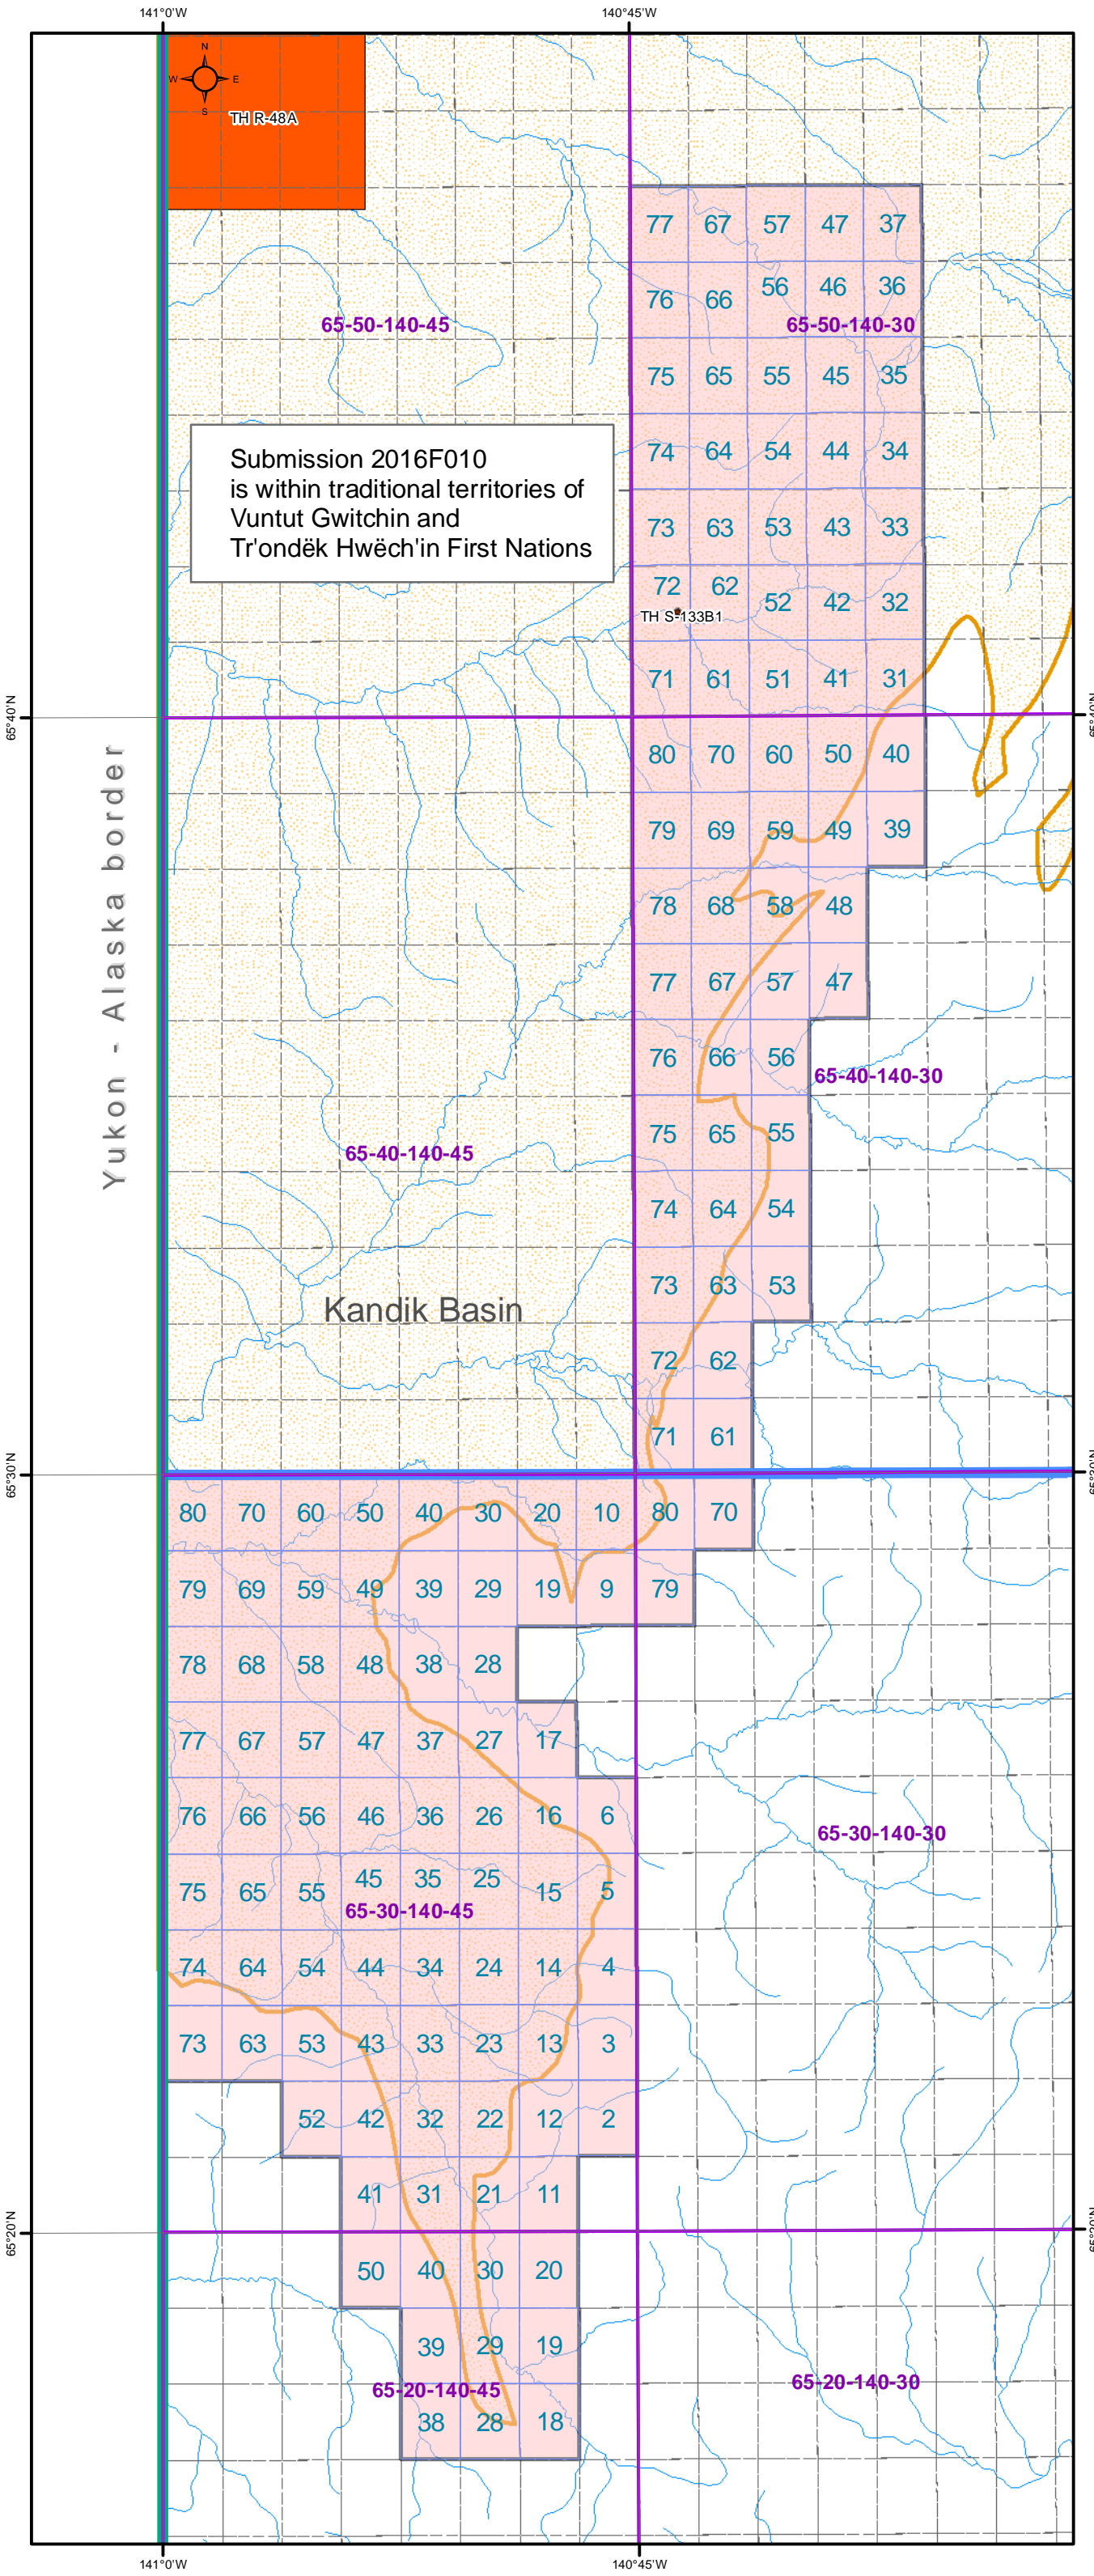 141°0'W 140°45'W
N
W E
S
TH R-48A
77 67 57 47 37
76 66 56 46 36
65-50-140-45 65-50-140-30
75 65 55 45 35
Submission 2016F010
is within traditional territories of
Vuntut Gwitchin and
Tr'ondëk Hwëch'in First Nations
74 64 54 44 34
73 63 53 43 33
72 62 52 42 32
TH S-133B1
71 61 51 41 31
65°40'N 65°40'N
Yukon - Alaska border
80 70 60 50 40
79 69 59 49 39
78 68 58 48
77 67 57 47
76 66 56
65-40-140-30
75 65 55
65-40-140-45
74 64 54
73 63 53
Kandik Basin
72 62
71 61
65°30'N 65°30'N
80 70 60 50 40 30 20 10 80 70
79 69 59 49 39 29 19 9 79
78 68 58 48 38 28
77 67 57 47 37 27 17
76 66 56 46 36 26 16 6
65-30-140-30
75 65 55 45 35 25 15 5
65-30-140-45
74 64 54 44 34 24 14 4
73 63 53 43 33 23 13 3
52 42 32 22 12 2
41 31 21 11
65°20'N 65°20'N
50 40 30 20
39 29 19
65-20-140-45 65-20-140-30
38 28 18
141°0'W 140°45'W